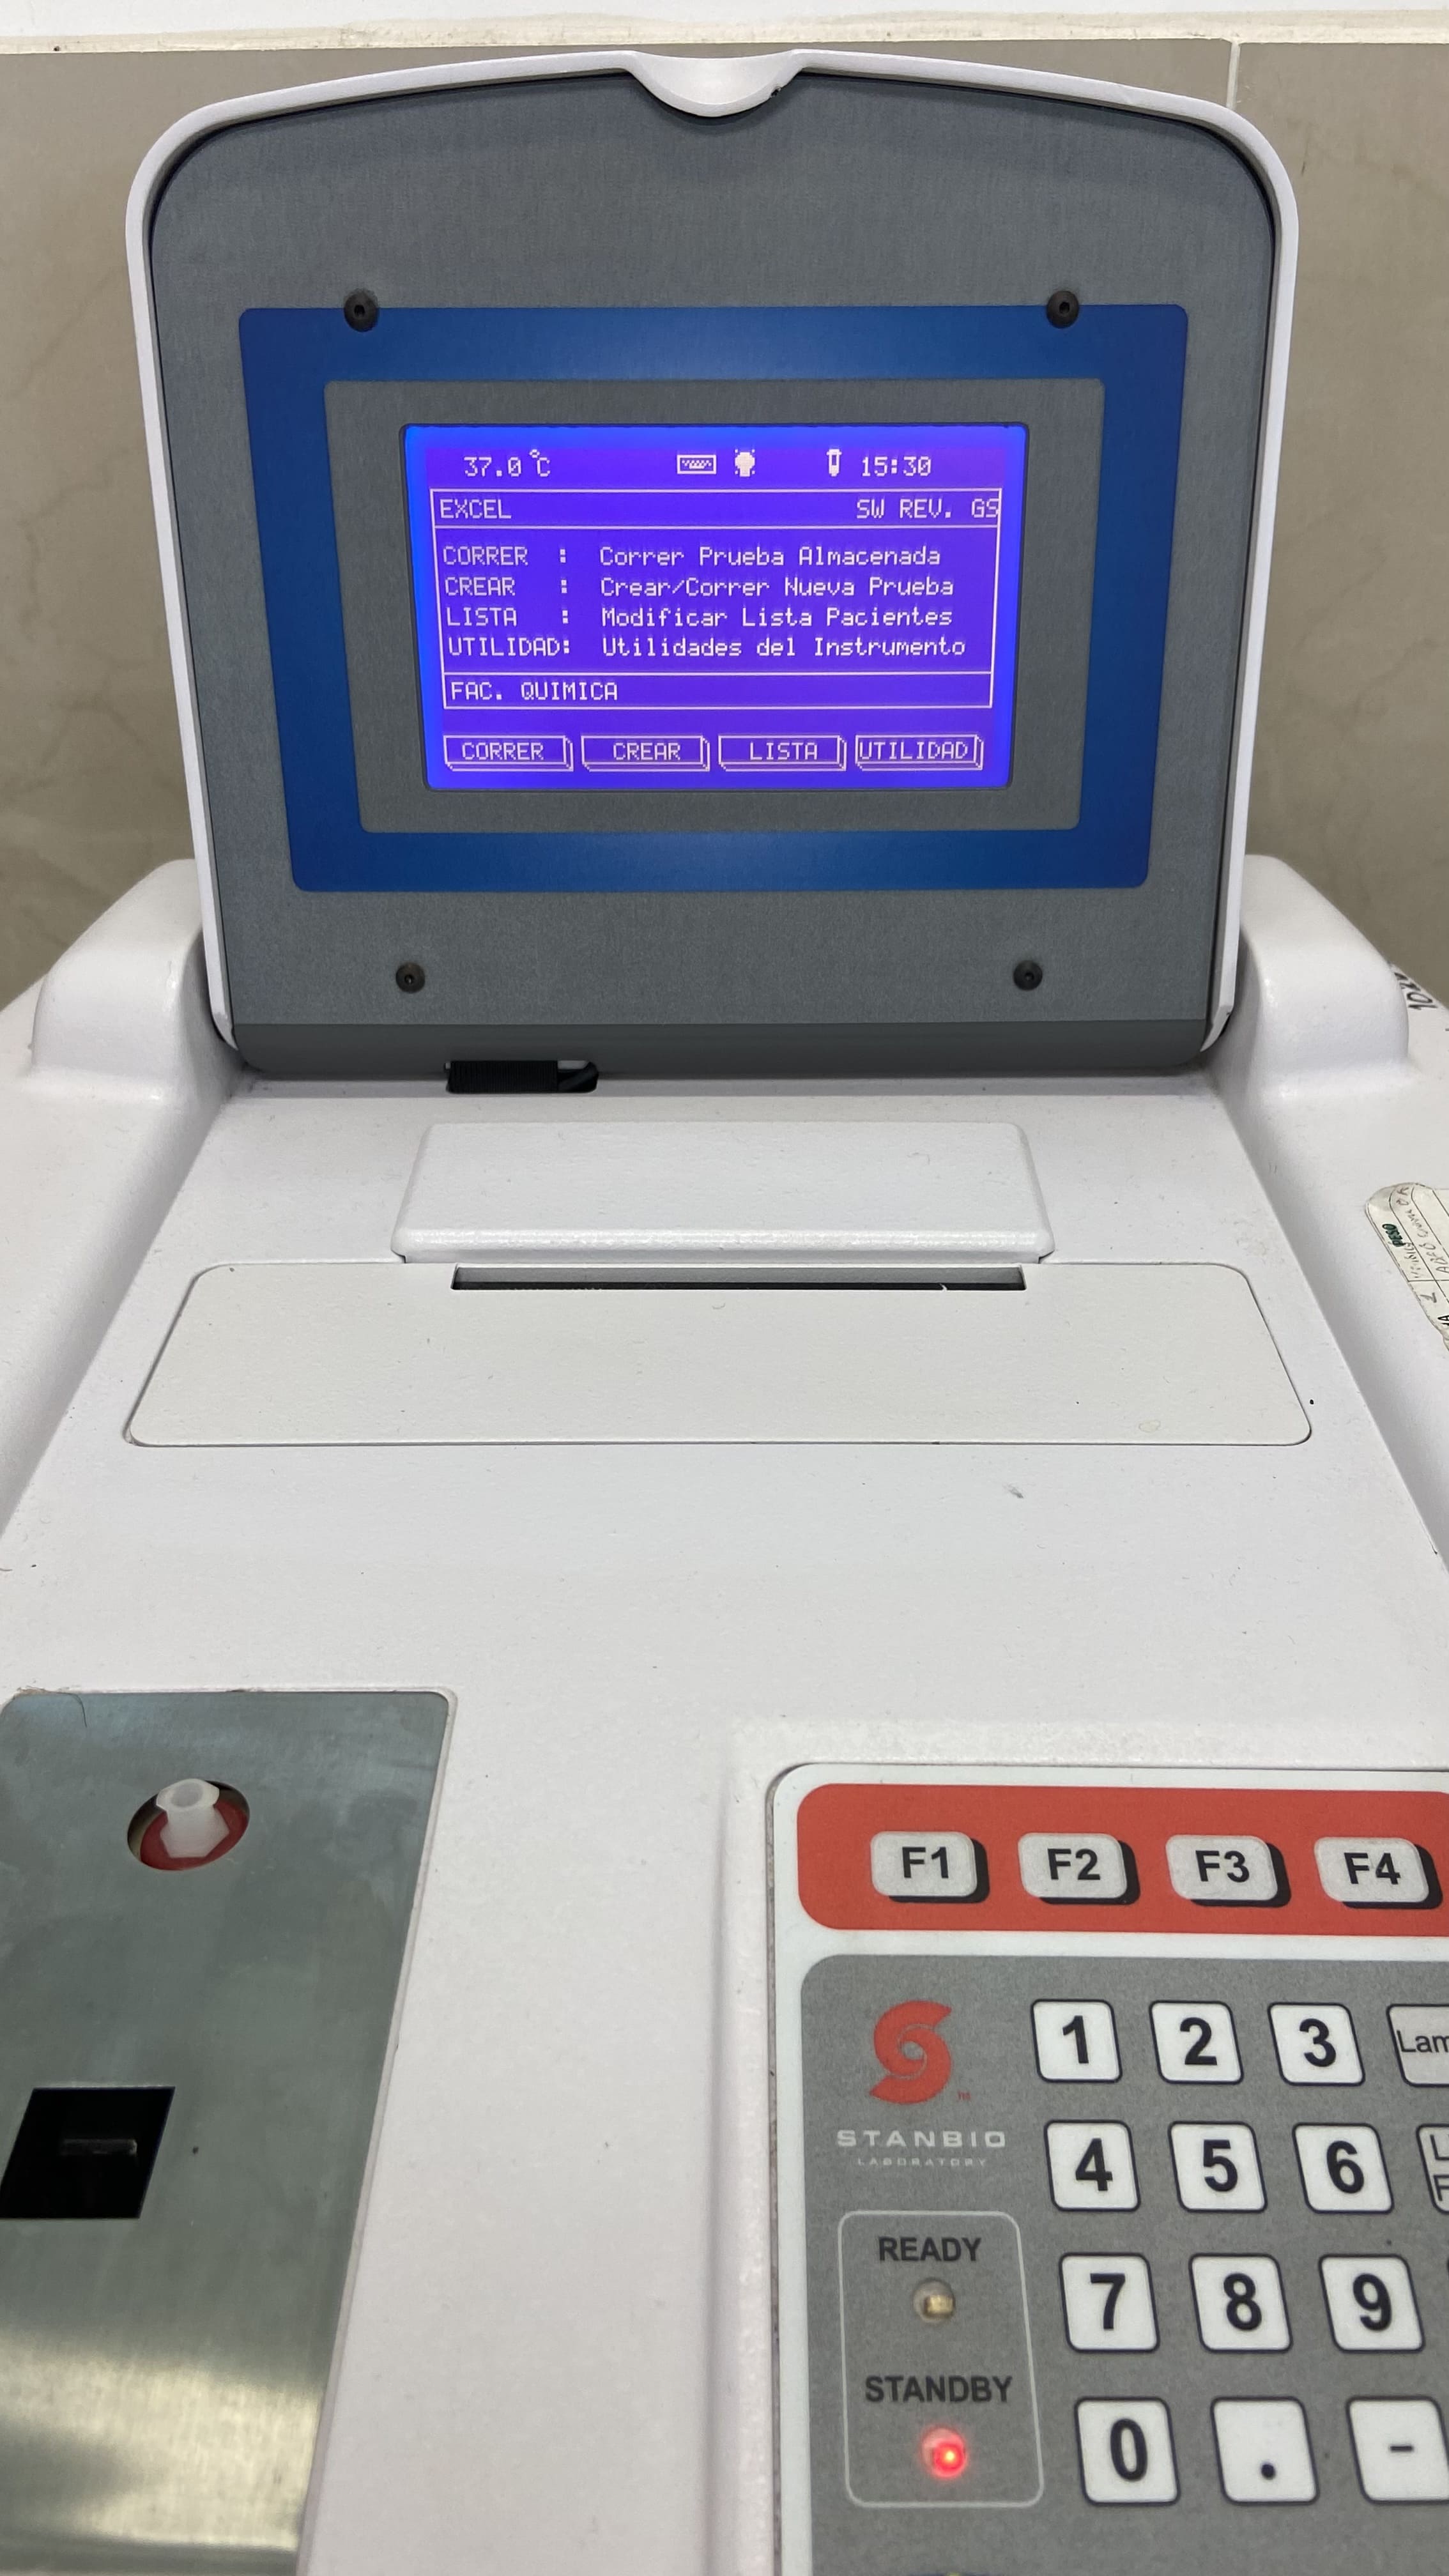 37.0 °C 15:30
EXCEL SW REV. GS
CORRER : Correr Prueba Almacenada
CREAR : Crear/Correr Nueva Prueba
LISTA : Modificar Lista Pacientes
UTILIDAD: Utilidades del Instrumento
FAC. QUIMICA
CORRER CREAR LISTA UTILIDAD
PESO
F1 F2 F3 F4
1 2 3 Lam
4 5 6
7 8 9
0 . -
STANBIO
LABORATORY
READY
STANDBY